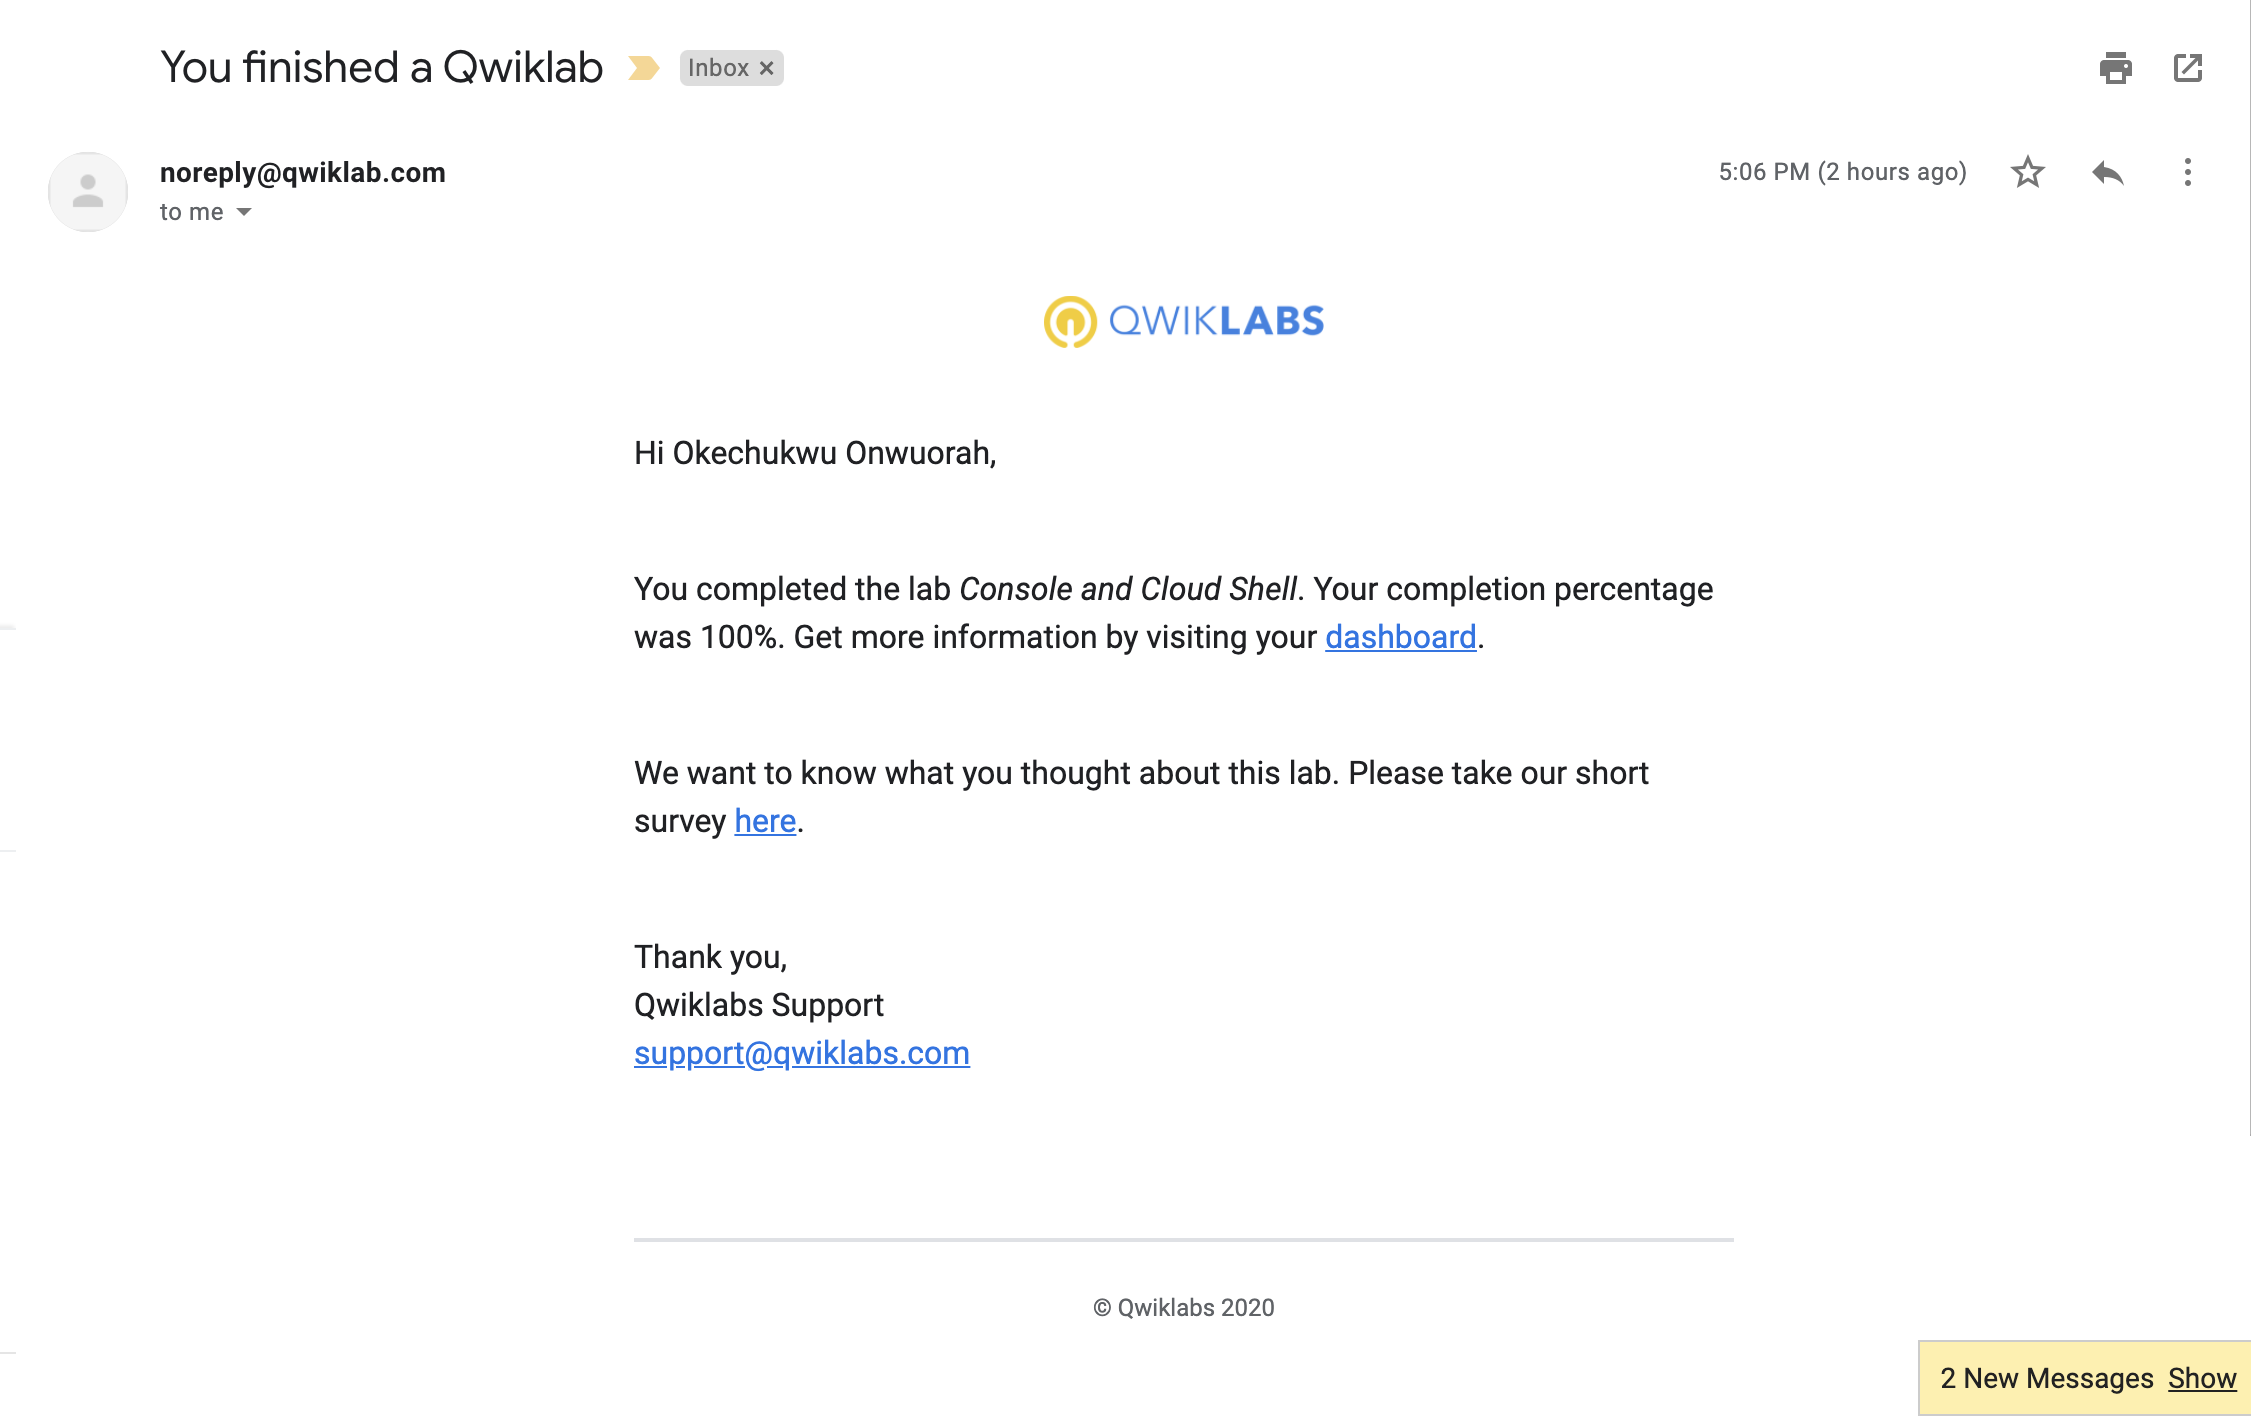 You finished a Qwiklab
Inbox ×
noreply@qwiklab.com
5:06 PM (2 hours ago)
to me
QWIKLABS
Hi Okechukwu Onwuorah,
You completed the lab Console and Cloud Shell. Your completion percentage
was 100%. Get more information by visiting your dashboard.
We want to know what you thought about this lab. Please take our short
survey here.
Thank you,
Qwiklabs Support
support@qwiklabs.com
© Qwiklabs 2020
2 New Messages Show